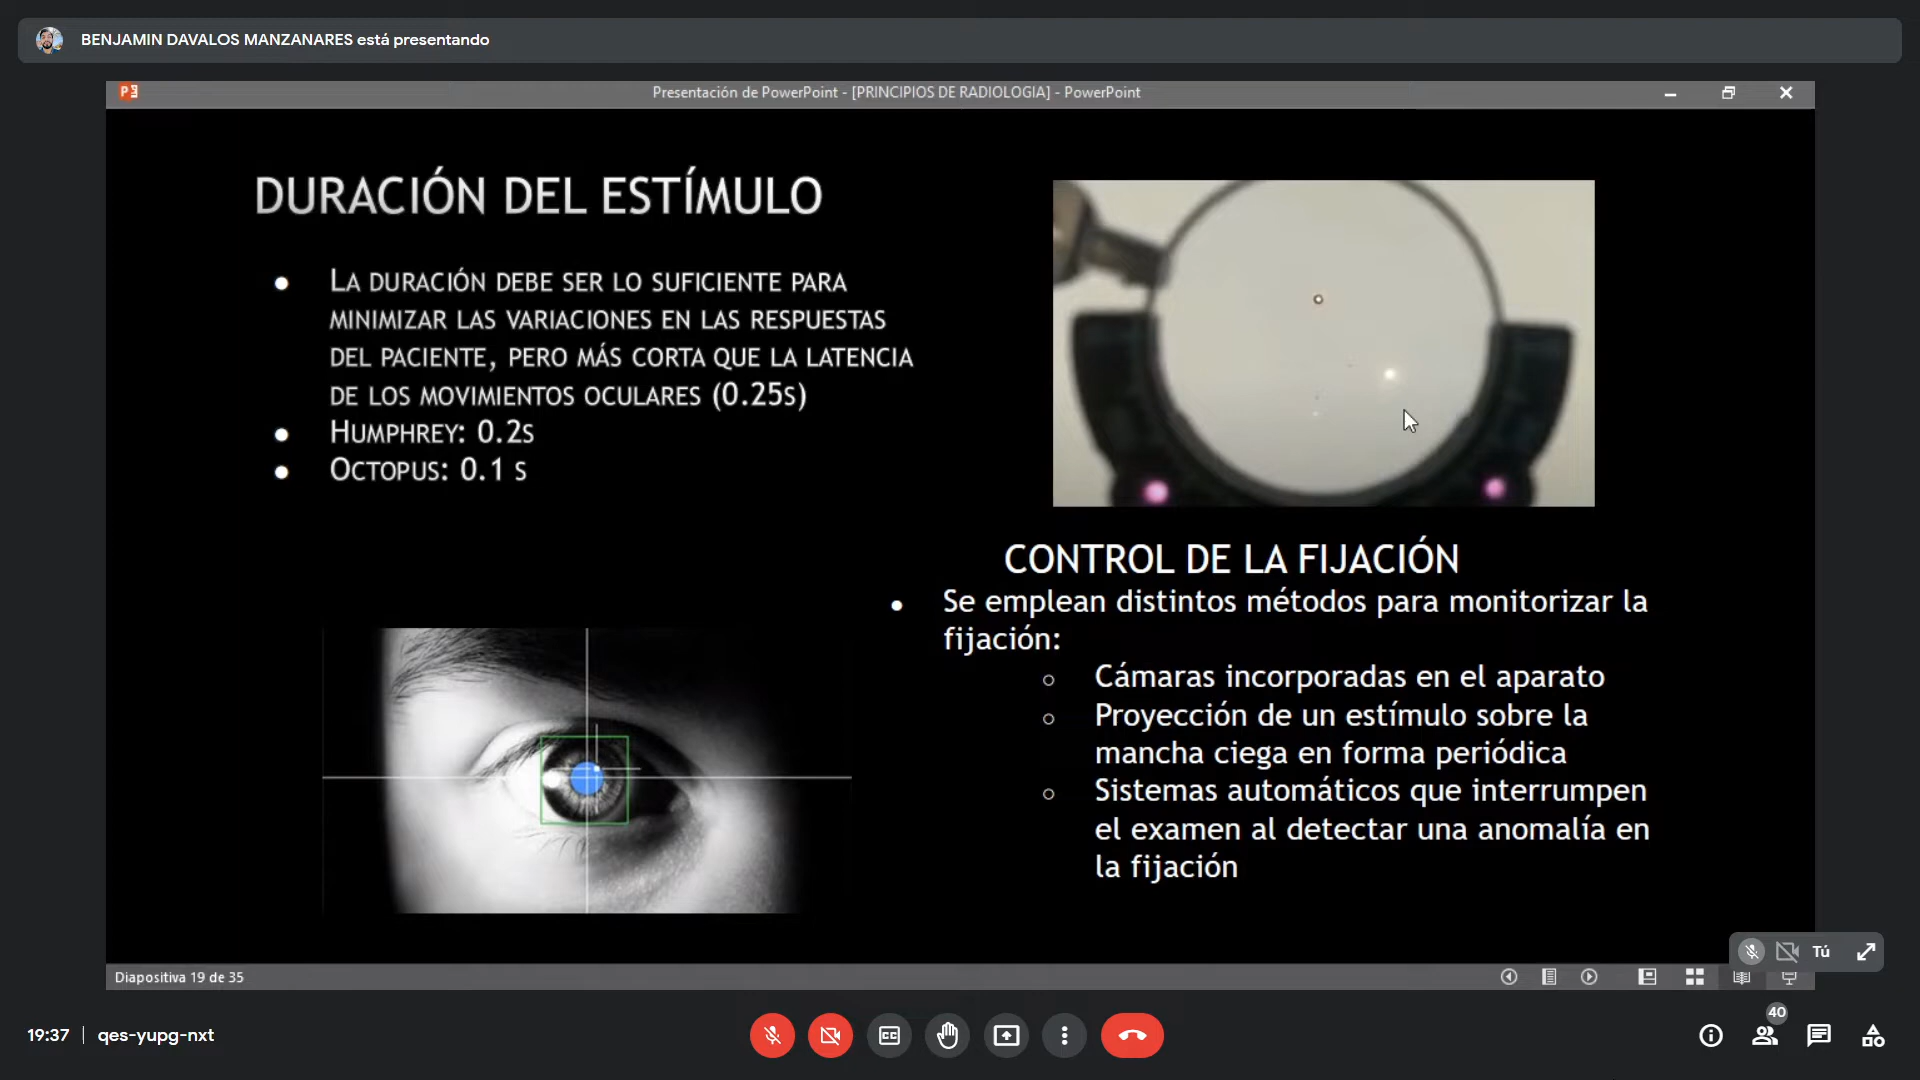 BENJAMIN DAVALOS MANZANARES está presentando
Presentación de PowerPoint - [PRINCIPIOS DE RADIOLOGIA] - PowerPoint
DURACIÓN DEL ESTÍMULO
● LA DURACIÓN DEBE SER LO SUFICIENTE PARA
MINIMIZAR LAS VARIACIONES EN LAS RESPUESTAS
DEL PACIENTE, PERO MÁS CORTA QUE LA LATENCIA
DE LOS MOVIMIENTOS OCULARES (0.25S)
● HUMPHREY: 0.2S
● OCTOPUS: 0.1 S
CONTROL DE LA FIJACIÓN
● Se emplean distintos métodos para monitorizar la
fijación:
○ Cámaras incorporadas en el aparato
○ Proyección de un estímulo sobre la
mancha ciega en forma periódica
○ Sistemas automáticos que interrumpen
el examen al detectar una anomalía en
la fijación
Tú
Diapositiva 19 de 35
19:37 | qes-yupg-nxt
40